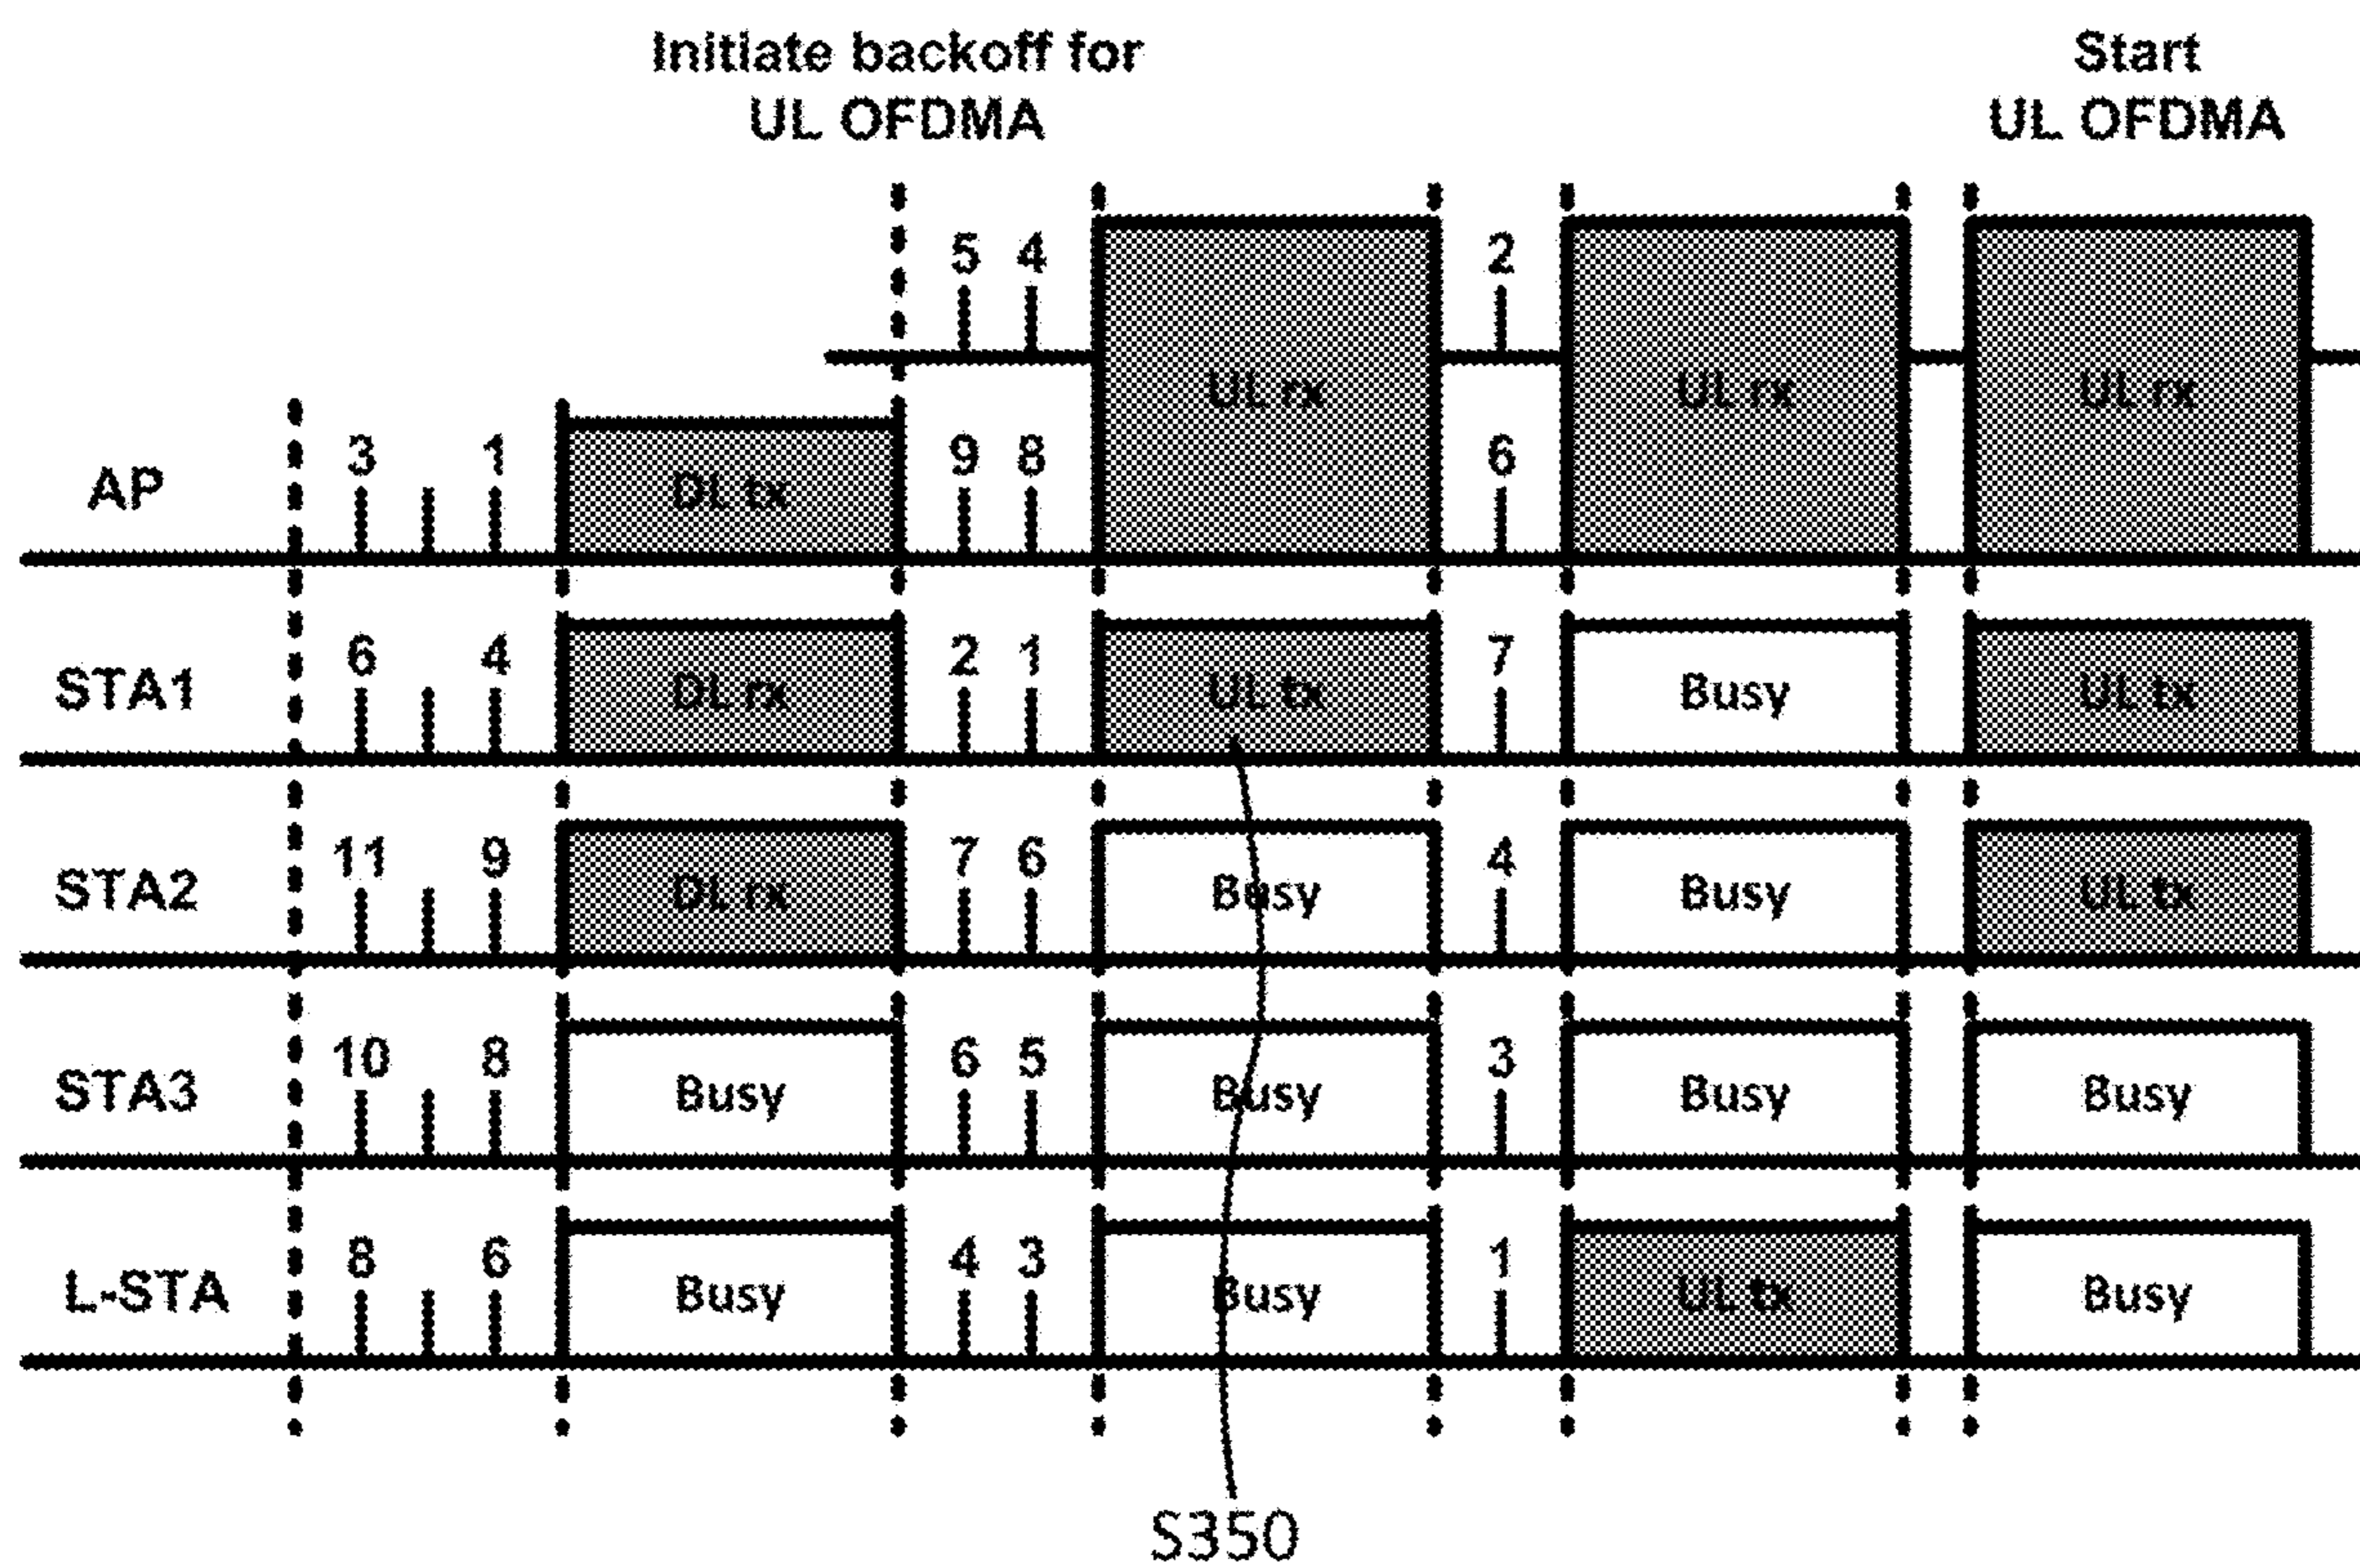 Initiate backoff for
UL OFDMA
Start
UL OFDMA
5 4 2
UL rx UL rx UL rx
AP 3 1 DL tx 9 8 6
STA1 6 4 DL rx 2 1 UL tx 7 Busy UL tx
STA2 11 9 DL rx 7 6 Busy 4 Busy UL tx
STA3 10 8 Busy 6 5 Busy 3 Busy Busy
L-STA 8 6 Busy 4 3 Busy 1 UL tx Busy
S350